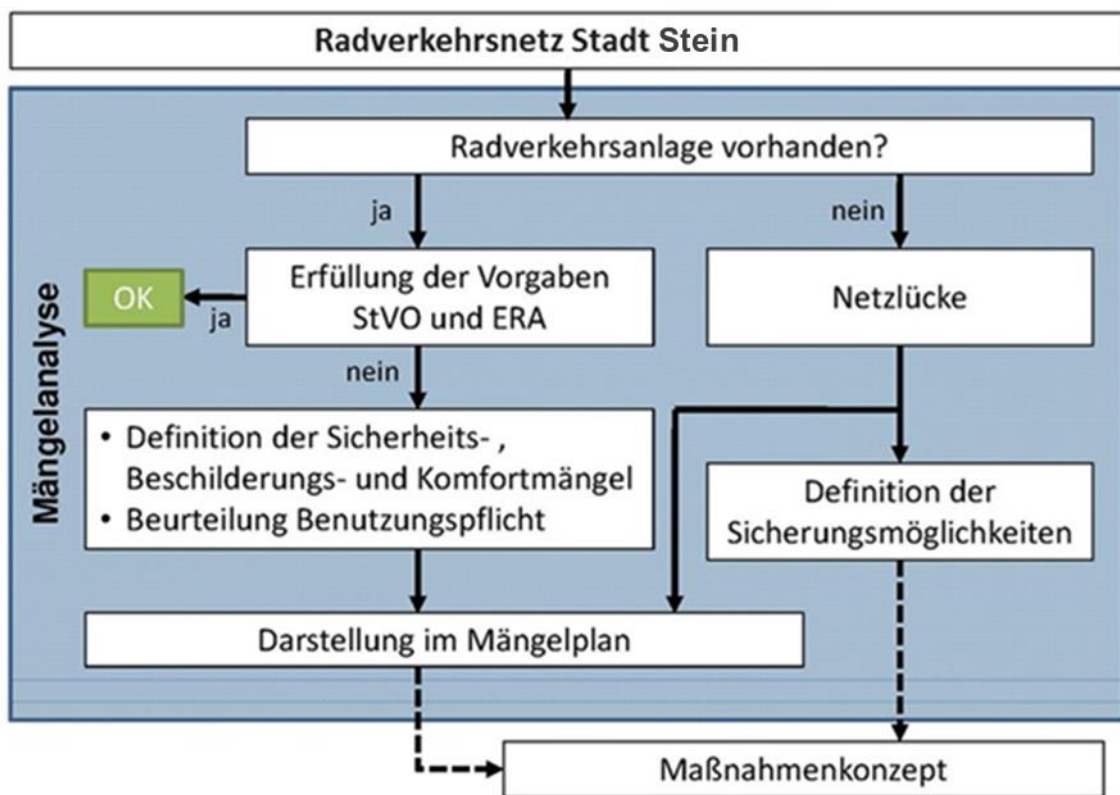 Radverkehrsnetz Stadt Stein
Radverkehrsanlage vorhanden?
ja
nein
Erfüllung der Vorgaben
StVO und ERA
OK
ja
Netzlücke
nein
• Definition der Sicherheits- ,
Beschilderungs- und Komfortmängel
• Beurteilung Benutzungspflicht
Definition der
Sicherungsmöglichkeiten
Darstellung im Mängelplan
Mängelanalyse
Maßnahmenkonzept